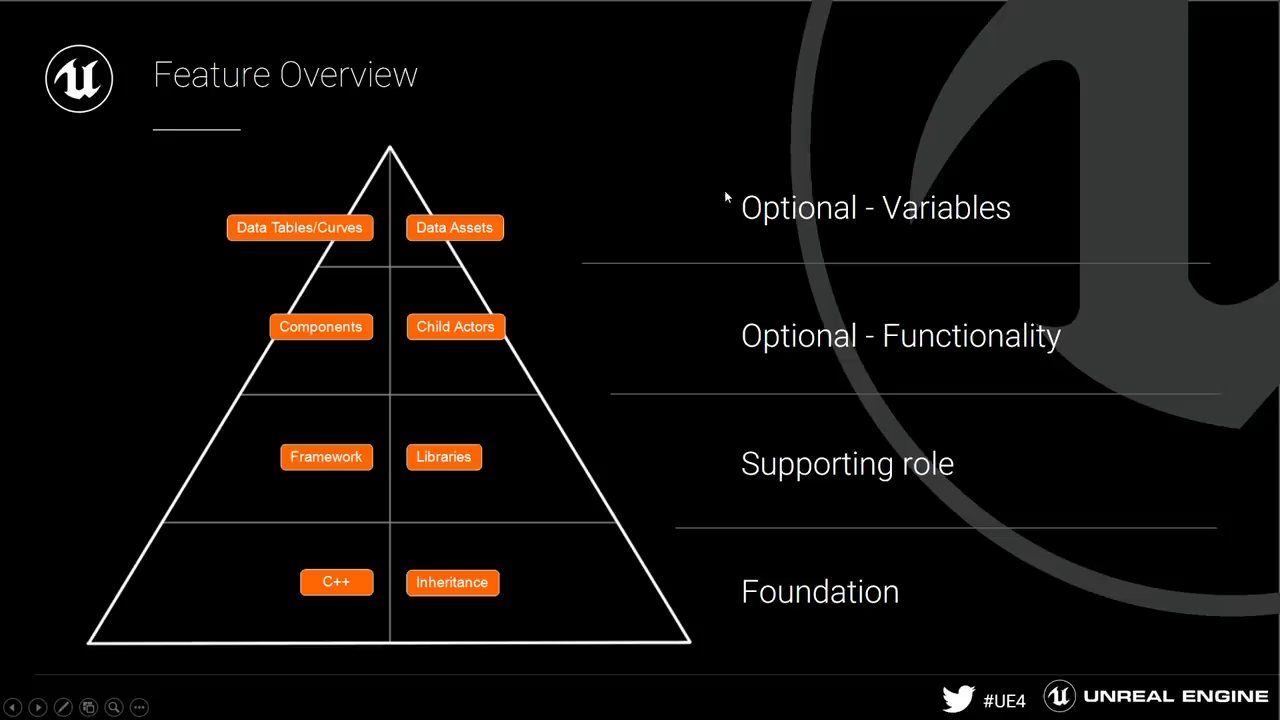 Feature Overview
Data Tables/Curves
Data Assets
Optional - Variables
Components
Child Actors
Optional - Functionality
Framework
Libraries
Supporting role
C++
Inheritance
Foundation
#UE4
UNREAL ENGINE